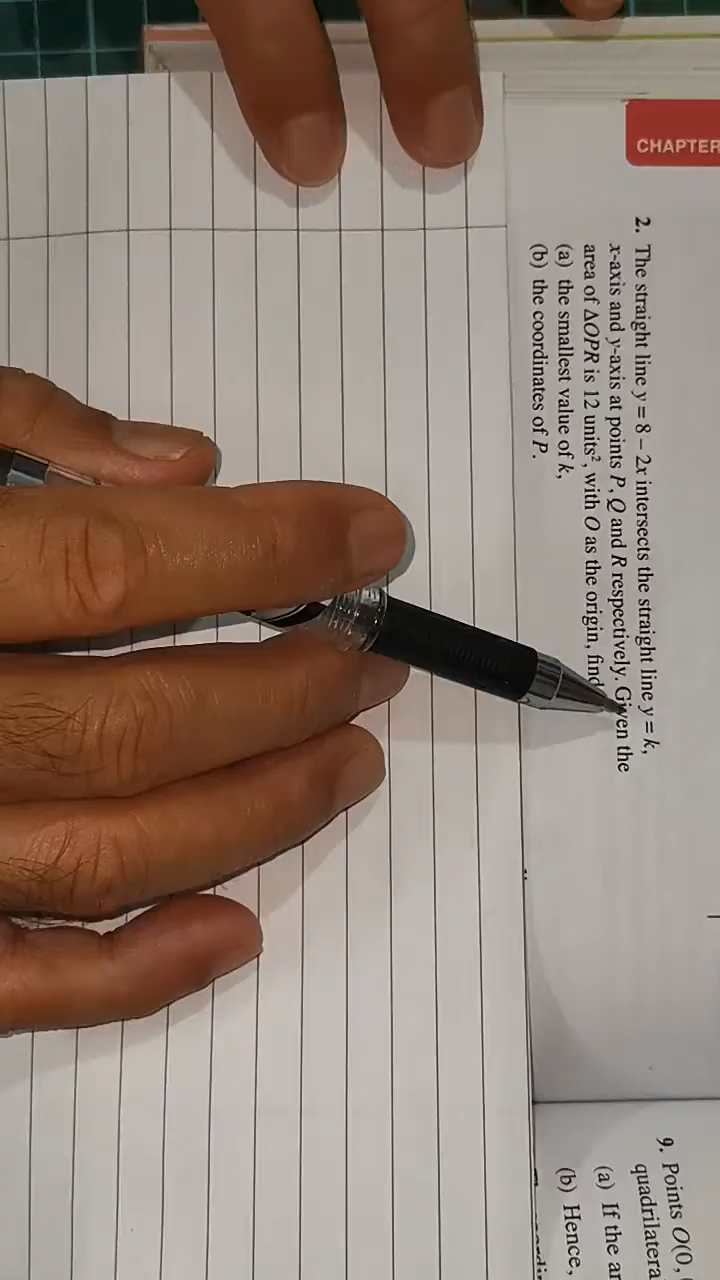 CHAPTER
2. The straight line y = 8 – 2x intersects the straight line y = k,
x-axis and y-axis at points P, Q and R respectively. Given the
area of ΔOPR is 12 units², with O as the origin, find
(a) the smallest value of k,
(b) the coordinates of P.
9. Points O(0,
quadrilatera
(a) If the ar
(b) Hence,